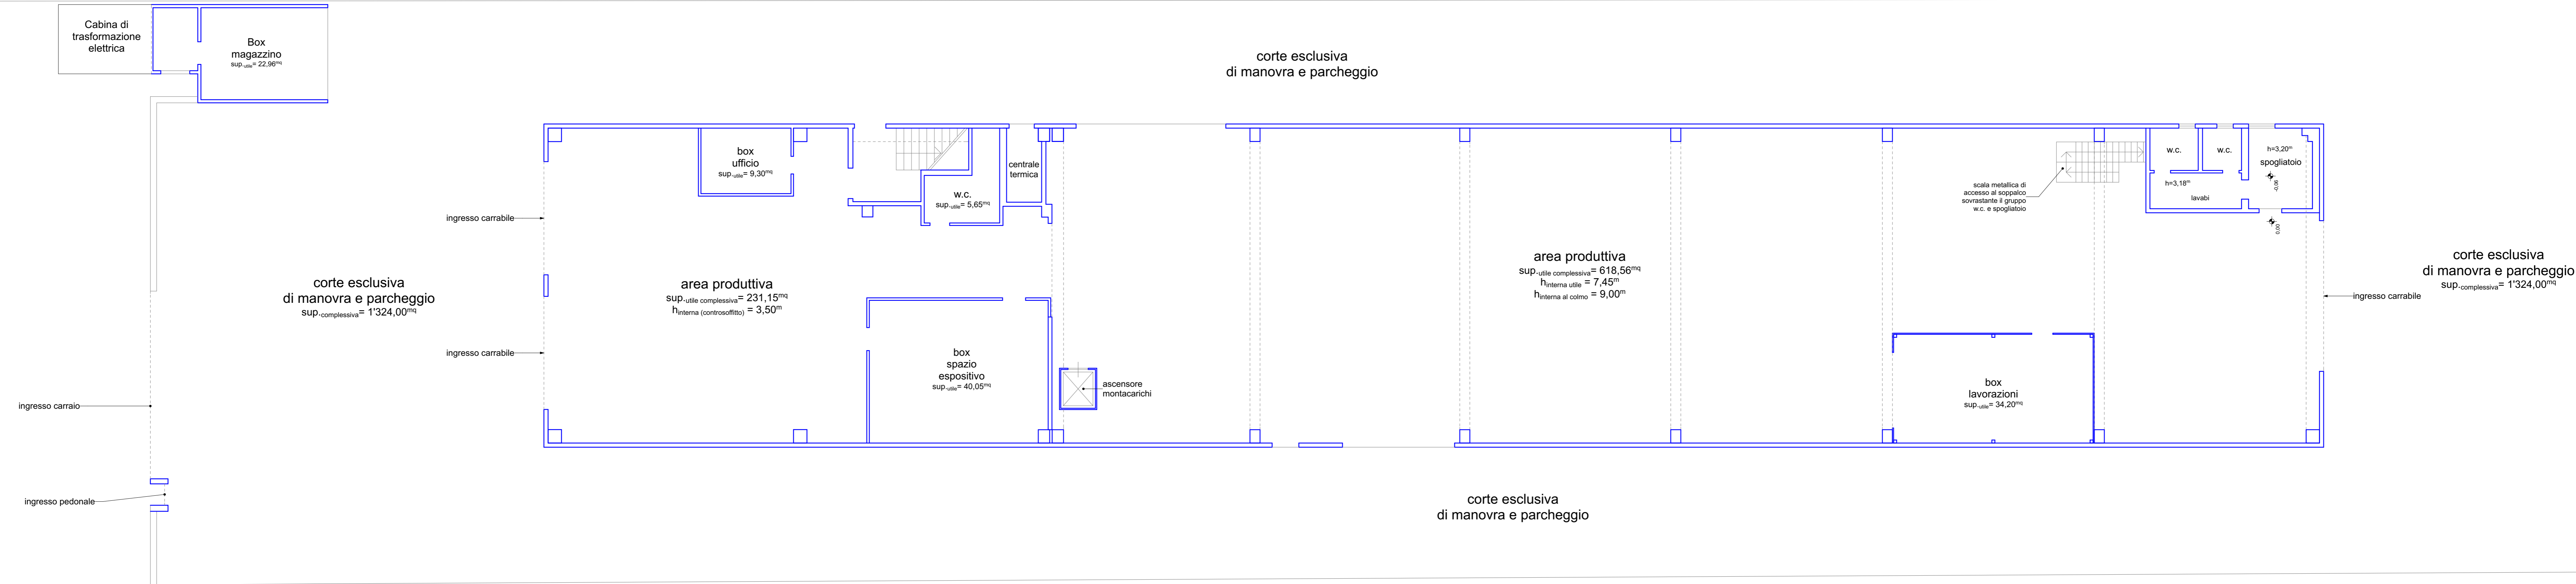 Cabina di
trasformazione
elettrica
Box
magazzino
sup.utile= 22,96mq
corte esclusiva
di manovra e parcheggio
box
ufficio
sup.utile= 9,30mq
centrale
termica
w.c.
sup.utile= 5,65mq
ingresso carrabile
corte esclusiva
di manovra e parcheggio
sup.complessiva= 1'324,00mq
area produttiva
sup.utile complessiva= 231,15mq
hinterna (controsoffitto) = 3,50m
ingresso carrabile
box
spazio
espositivo
sup.utile= 40,05mq
ascensore
montacarichi
area produttiva
sup.utile complessiva= 618,56mq
hinterna utile = 7,45m
hinterna al colmo = 9,00m
scala metallica di
accesso al soppalco
sovrastante il gruppo
w.c. e spogliatoio
w.c.
w.c.
h=3,20m
spogliatoio
-0,06
h=3,18m
lavabi
0,00
ingresso carrabile
corte esclusiva
di manovra e parcheggio
sup.complessiva= 1'324,00mq
box
lavorazioni
sup.utile= 34,20mq
ingresso carraio
ingresso pedonale
corte esclusiva
di manovra e parcheggio